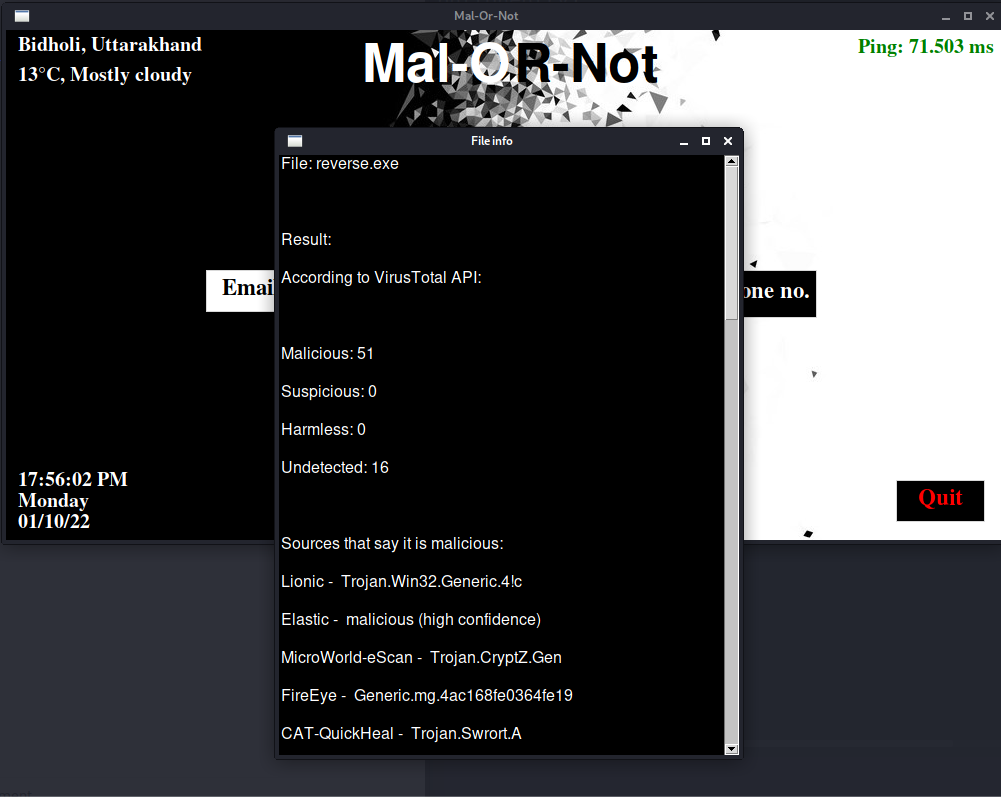 Mal-Or-Not
Bidholi, Uttarakhand
13°C, Mostly cloudy
Mal-OR-Not
Ping: 71.503 ms
File info
File: reverse.exe
Result:
According to VirusTotal API:
Malicious: 51
Suspicious: 0
Harmless: 0
Undetected: 16
Sources that say it is malicious:
Lionic -  Trojan.Win32.Generic.4!c
Elastic -  malicious (high confidence)
MicroWorld-eScan -  Trojan.CryptZ.Gen
FireEye -  Generic.mg.4ac168fe0364fe19
CAT-QuickHeal -  Trojan.Swrort.A
Emai
one no.
17:56:02 PM
Monday
01/10/22
Quit